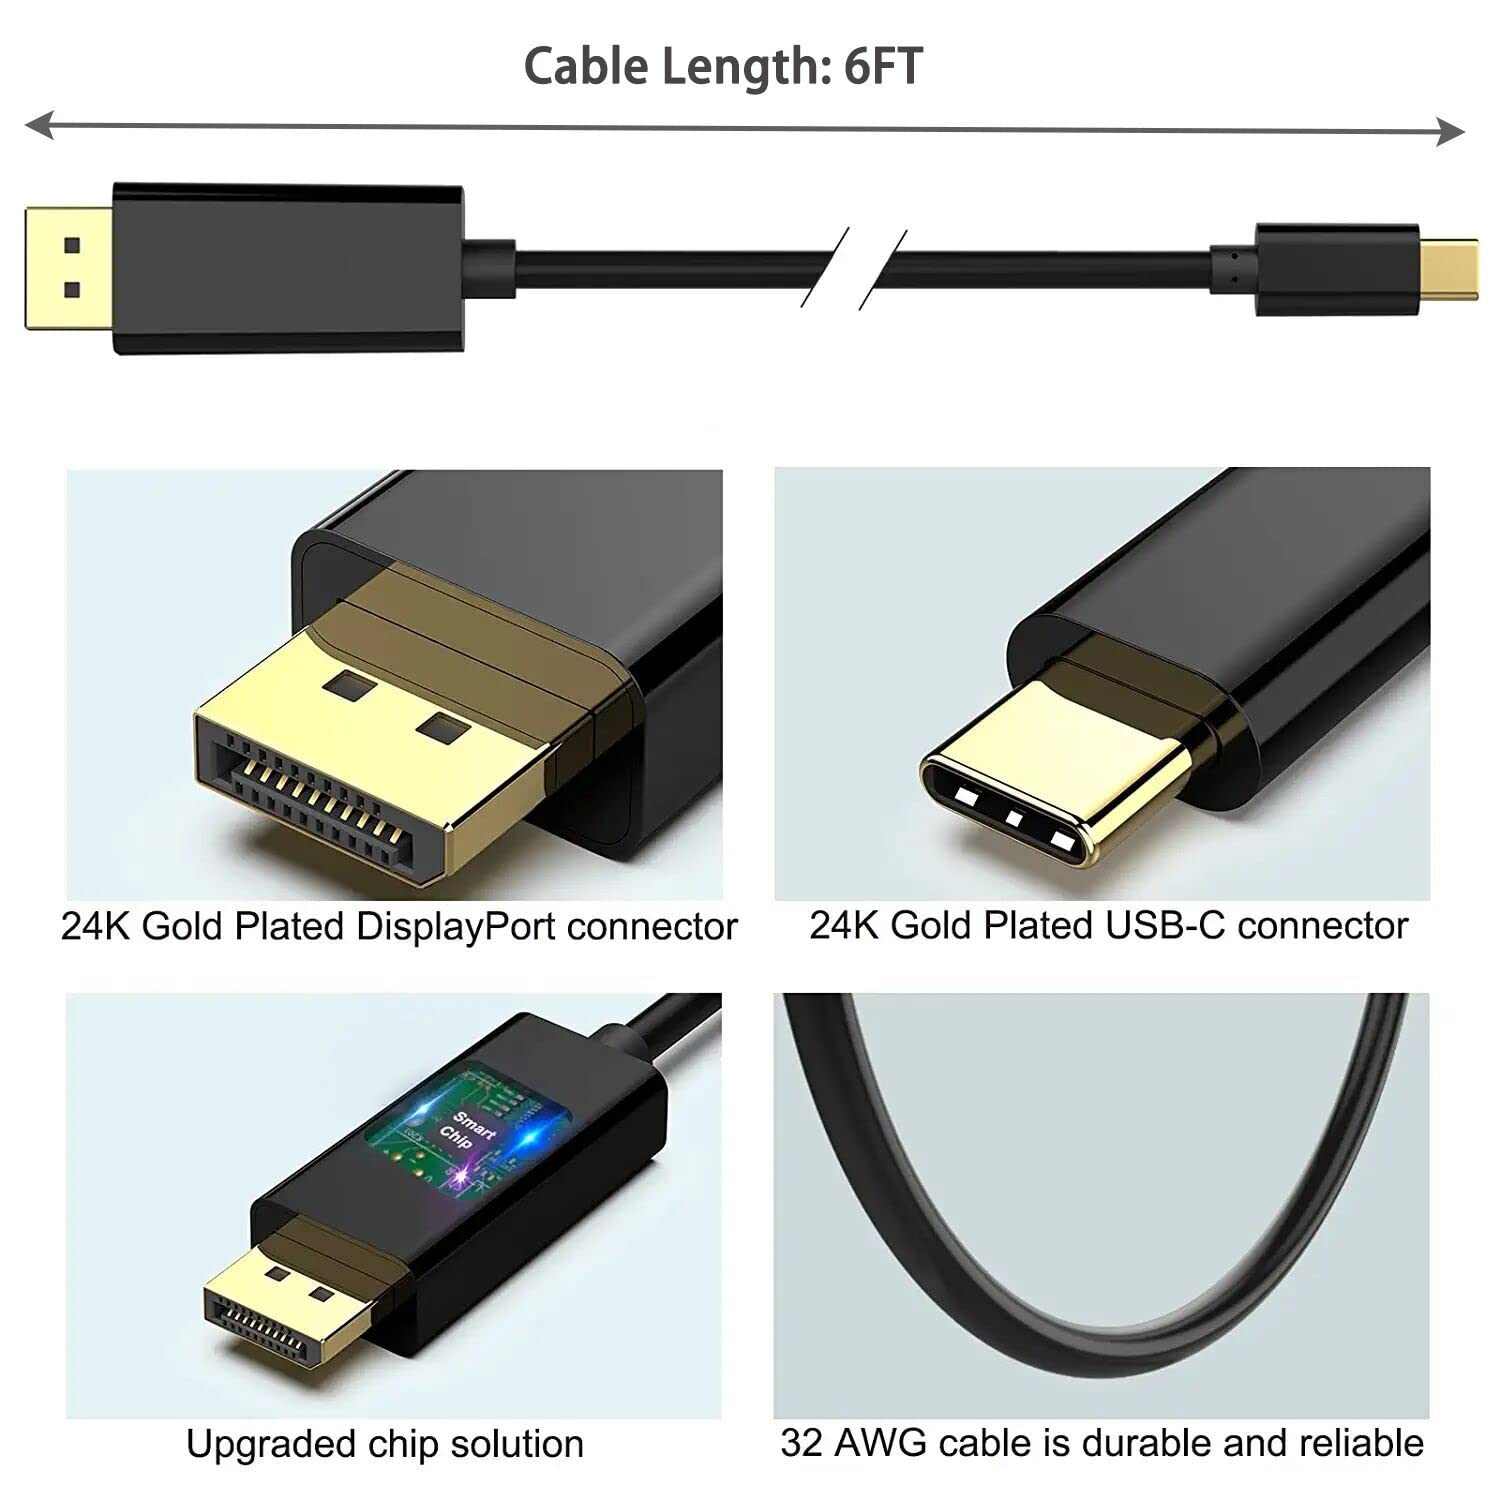 Cable Length: 6FT
24K Gold Plated DisplayPort connector
24K Gold Plated USB-C connector
Smart
Chip
Upgraded chip solution
32 AWG cable is durable and reliable